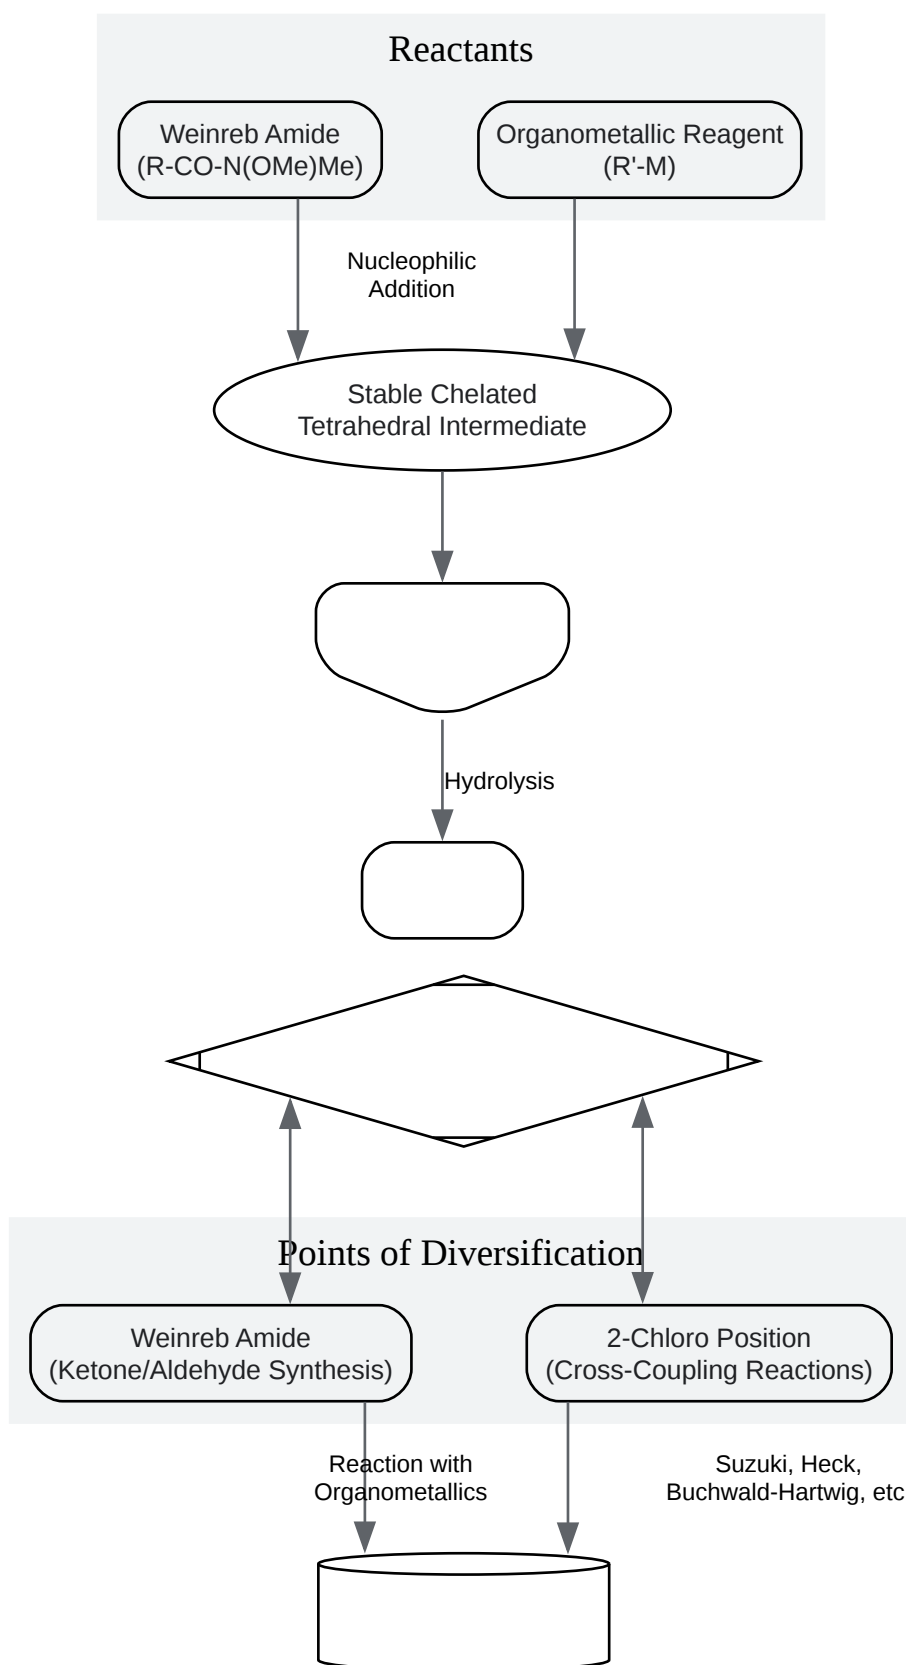 Reactants
Weinreb Amide
(R-CO-N(OMe)Me)
Organometallic Reagent
(R'-M)
Nucleophilic
Addition
Stable Chelated
Tetrahedral Intermediate
Hydrolysis
Points of Diversification
Weinreb Amide
(Ketone/Aldehyde Synthesis)
2-Chloro Position
(Cross-Coupling Reactions)
Reaction with
Organometallics
Suzuki, Heck,
Buchwald-Hartwig, etc